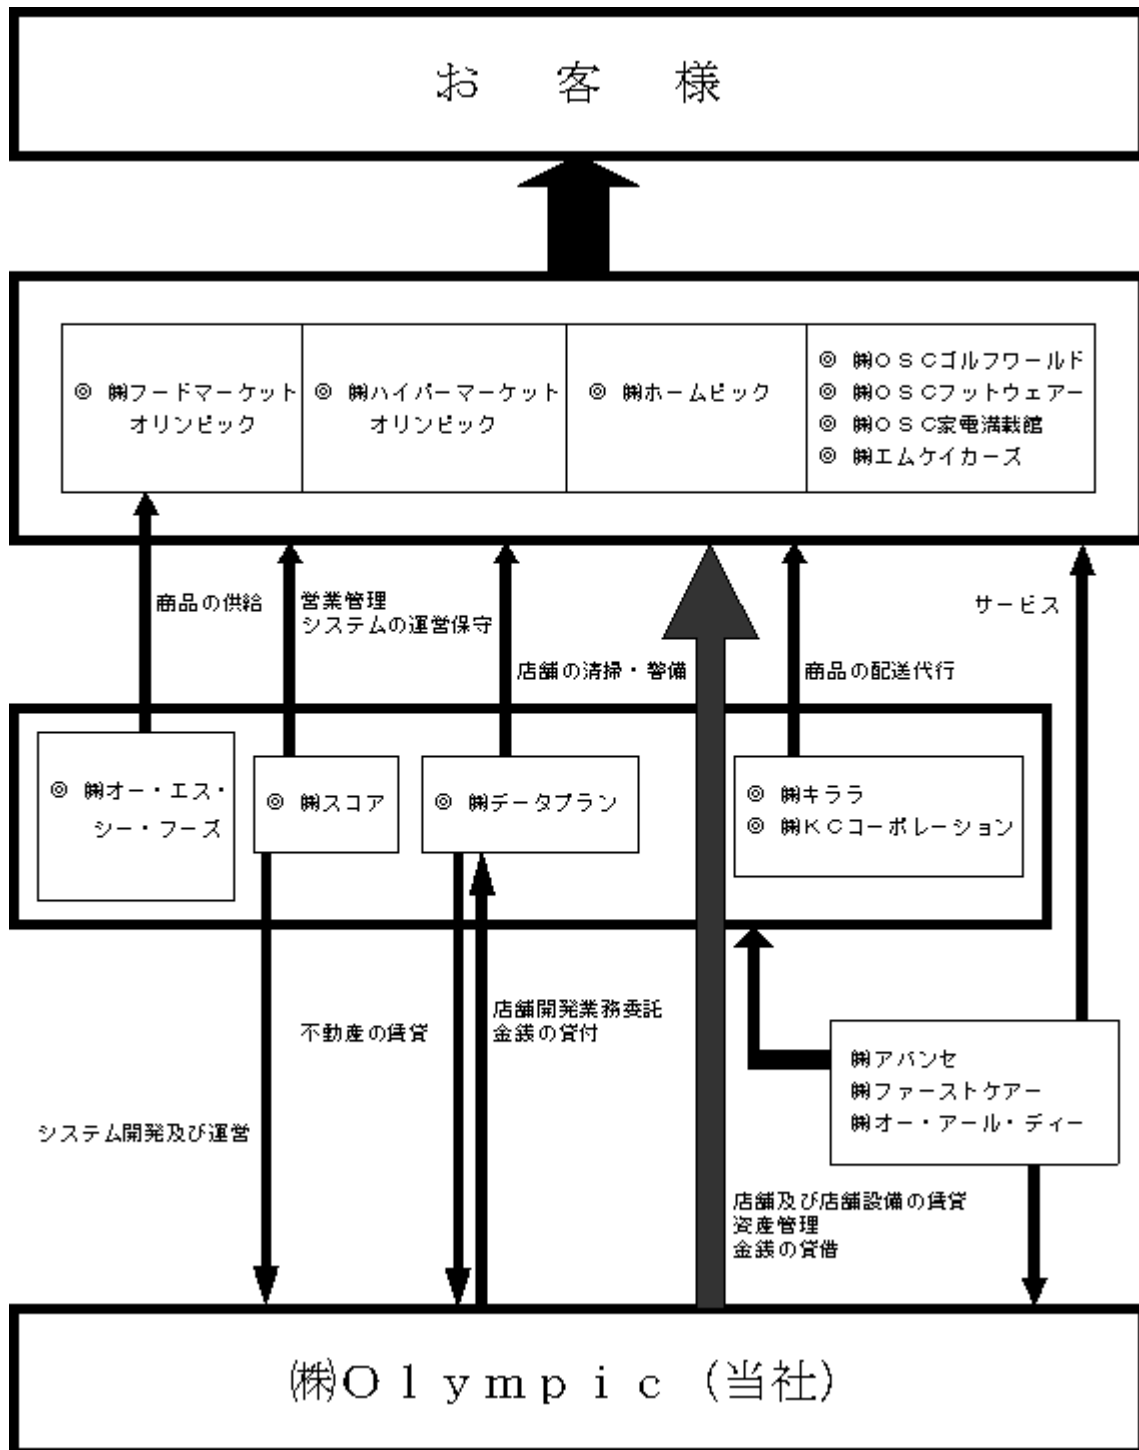 お客様
◎ ㈱フードマーケット
オリンピック
◎ ㈱ハイパーマーケット
オリンピック
◎ ㈱ホームピック
◎ ㈱OSCゴルフワールド
◎ ㈱OSCフットウェアー
◎ ㈱OSC家電満載館
◎ ㈱エムケイカーズ
商品の供給
営業管理
システムの運営保守
店舗の清掃・警備
商品の配送代行
サービス
◎ ㈱オー・エス・
シー・フーズ
◎ ㈱スコア
◎ ㈱データプラン
◎ ㈱キララ
◎ ㈱KCコーポレーション
不動産の賃貸
店舗開発業務委託
金銭の貸付
㈱アバンセ
㈱ファーストケアー
㈱オー・アール・ディー
システム開発及び運営
店舗及び店舗設備の賃貸
資産管理
金銭の貸借
㈱Olympic(当社)